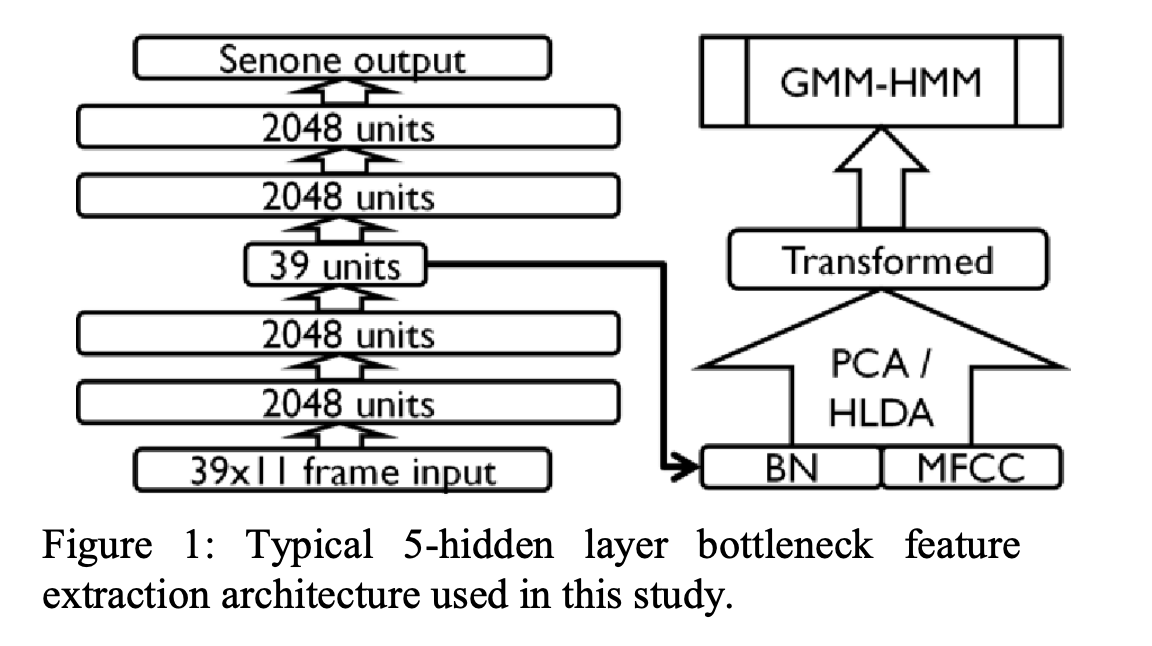 Senone output
2048 units
2048 units
39 units
2048 units
2048 units
39x11 frame input
GMM-HMM
Transformed
PCA /
HLDA
BN
MFCC
Figure 1: Typical 5-hidden layer bottleneck feature
extraction architecture used in this study.